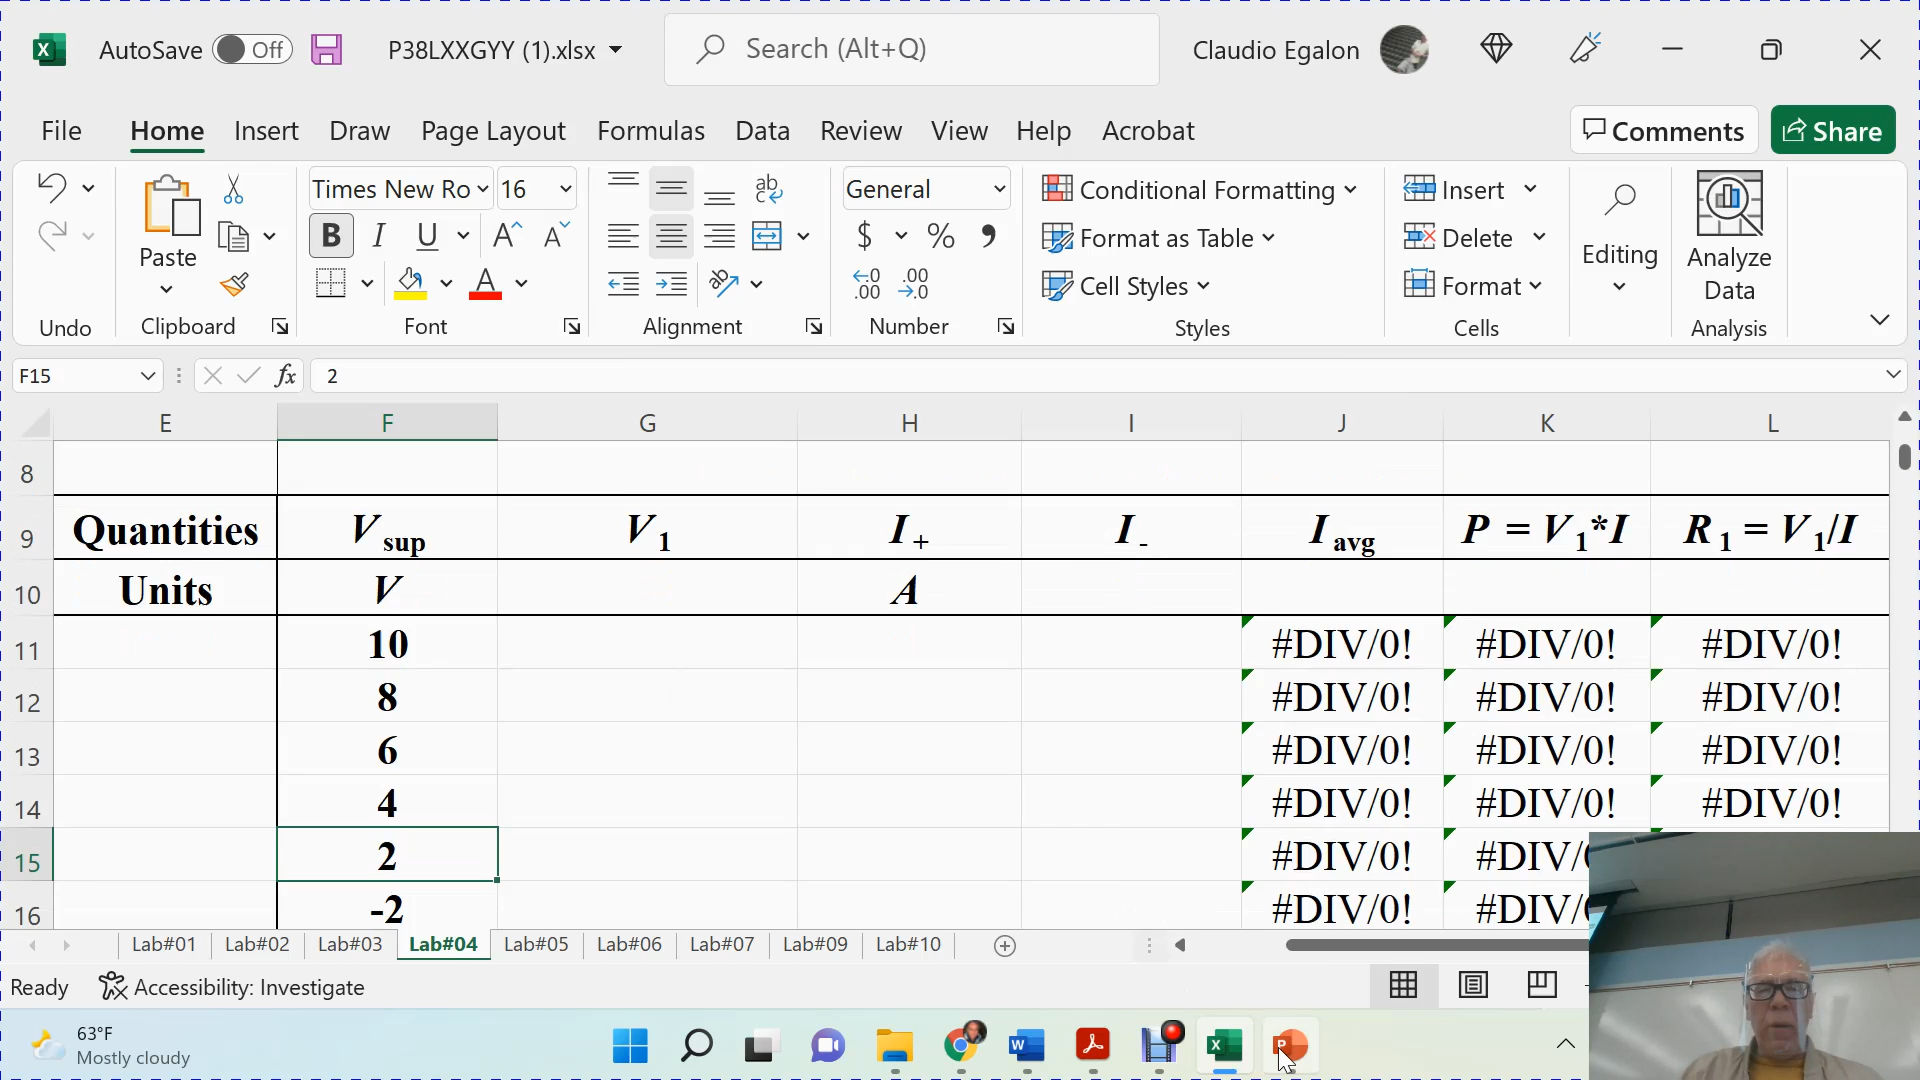 AutoSave Off P38LXXGYY (1).xlsx Search (Alt+Q) Claudio Egalon
File Home Insert Draw Page Layout Formulas Data Review View Help Acrobat Comments Share
Paste Times New Ro 16 B I U A A ab General $ % Conditional Formatting Format as Table Cell Styles Insert Delete Format Editing Analyze Data
Undo Clipboard Font Alignment Number Styles Cells Analysis
F15 fx 2
E F G H I J K L
8
9 Quantities V sup V 1 I + I - I avg P = V1*I R 1 = V1/I
10 Units V A
11 10 #DIV/0! #DIV/0! #DIV/0!
12 8 #DIV/0! #DIV/0! #DIV/0!
13 6 #DIV/0! #DIV/0! #DIV/0!
14 4 #DIV/0! #DIV/0! #DIV/0!
15 2 #DIV/0! #DIV/
16 -2 #DIV/0! #DIV/
Lab#01 Lab#02 Lab#03 Lab#04 Lab#05 Lab#06 Lab#07 Lab#09 Lab#10
Ready Accessibility: Investigate
63°F
Mostly cloudy